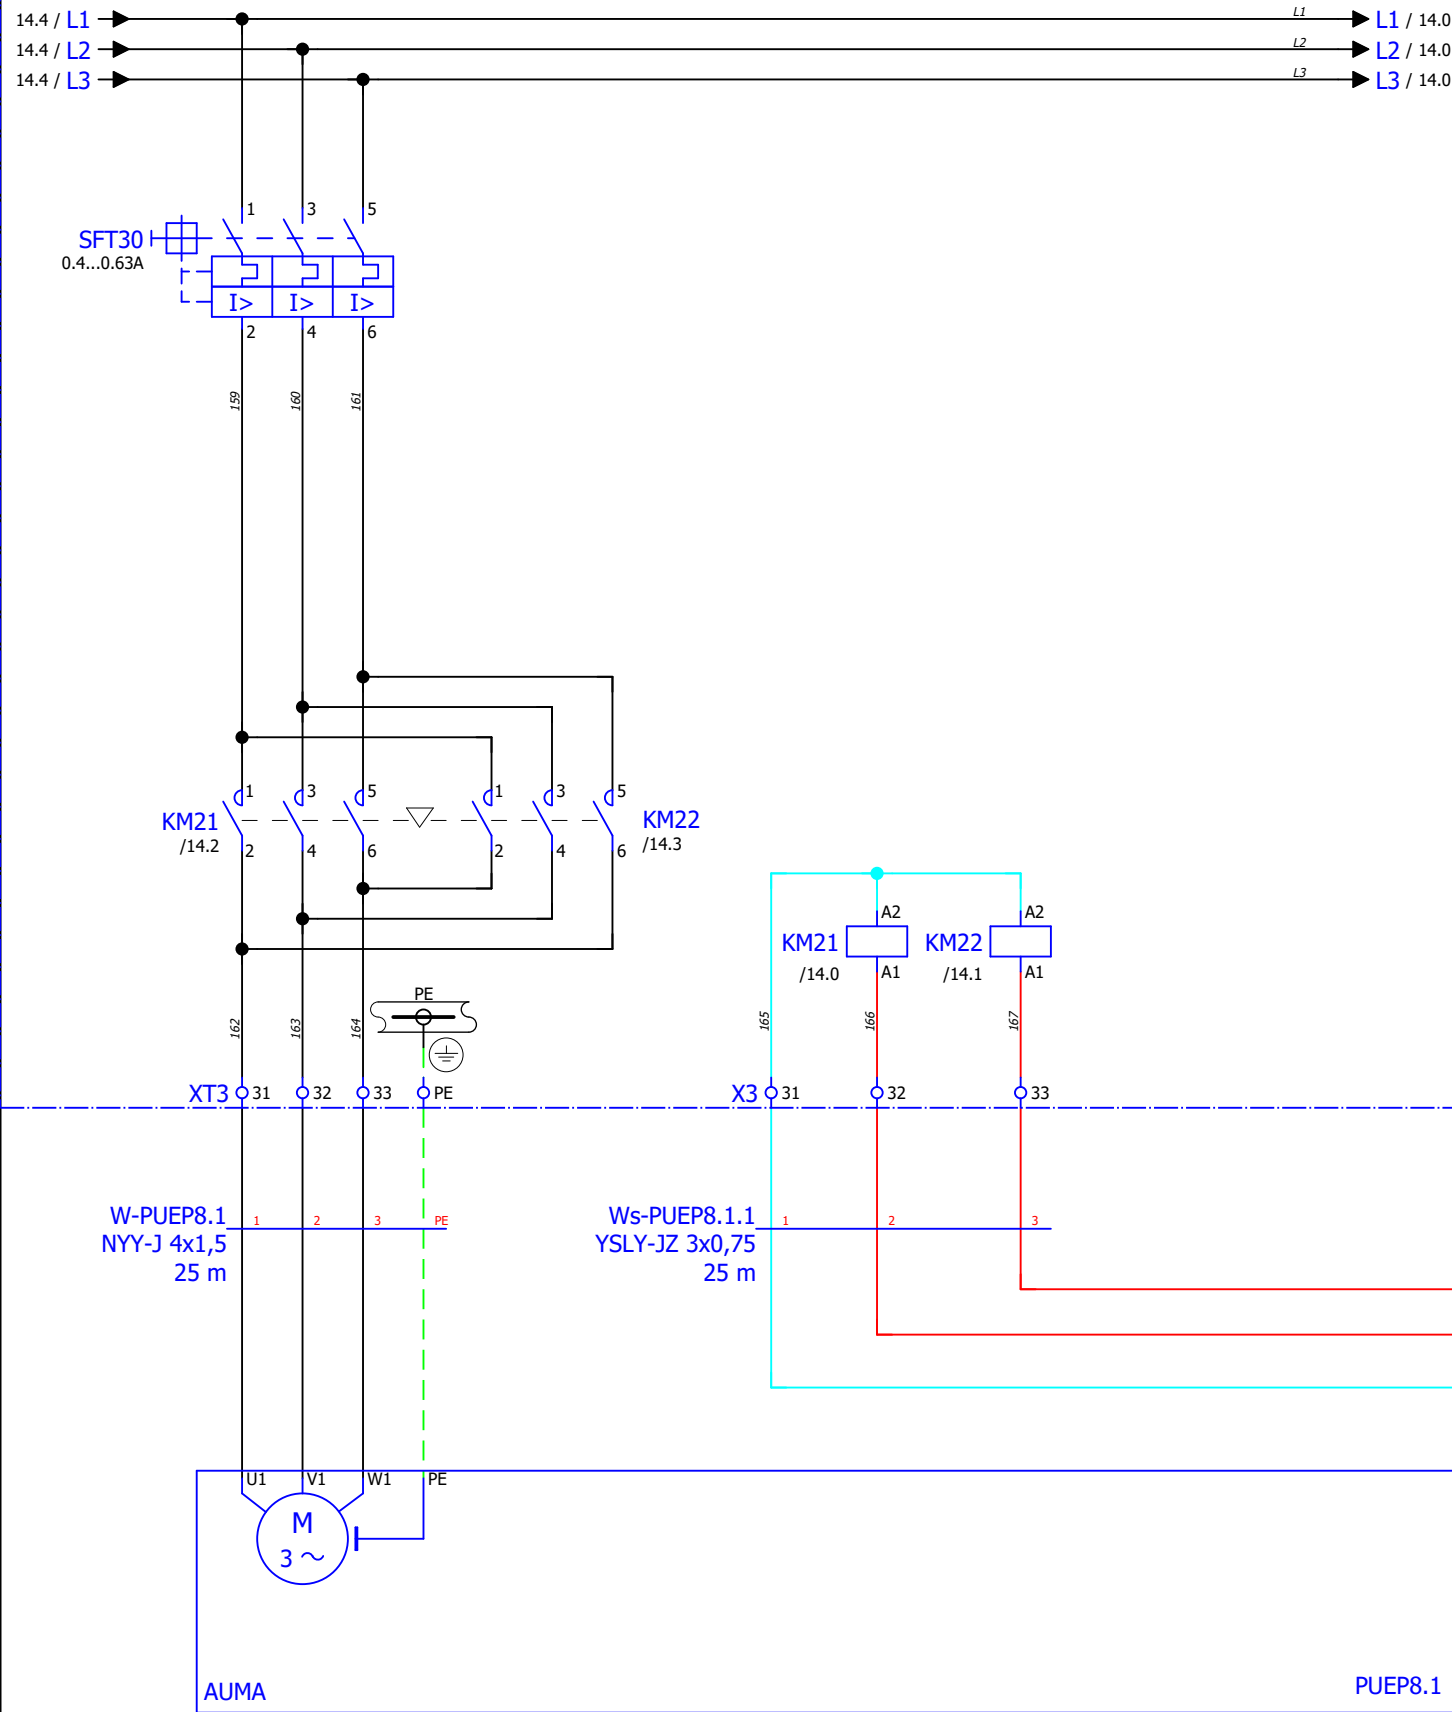 14.4 / L1 L1 L1 / 14.0
14.4 / L2 L2 L2 / 14.0
14.4 / L3 L3 L3 / 14.0
1 3 5
SFT30
0.4...0.63A
I> I> I>
2 4 6
159 160 161
1 3 5 1 3 5
KM21 KM22
/14.2 /14.3
2 4 6 2 4 6
A2 A2
KM21 KM22
/14.0 A1 /14.1 A1
PE
162 163 164 165 166 167
XT3 31 32 33 PE X3 31 32 33
W-PUEP8.1 1 2 3 PE Ws-PUEP8.1.1 1 2 3
NYY-J 4x1,5 YSLY-JZ 3x0,75
25 m 25 m
U1 V1 W1 PE
M
3 ~
AUMA PUEP8.1